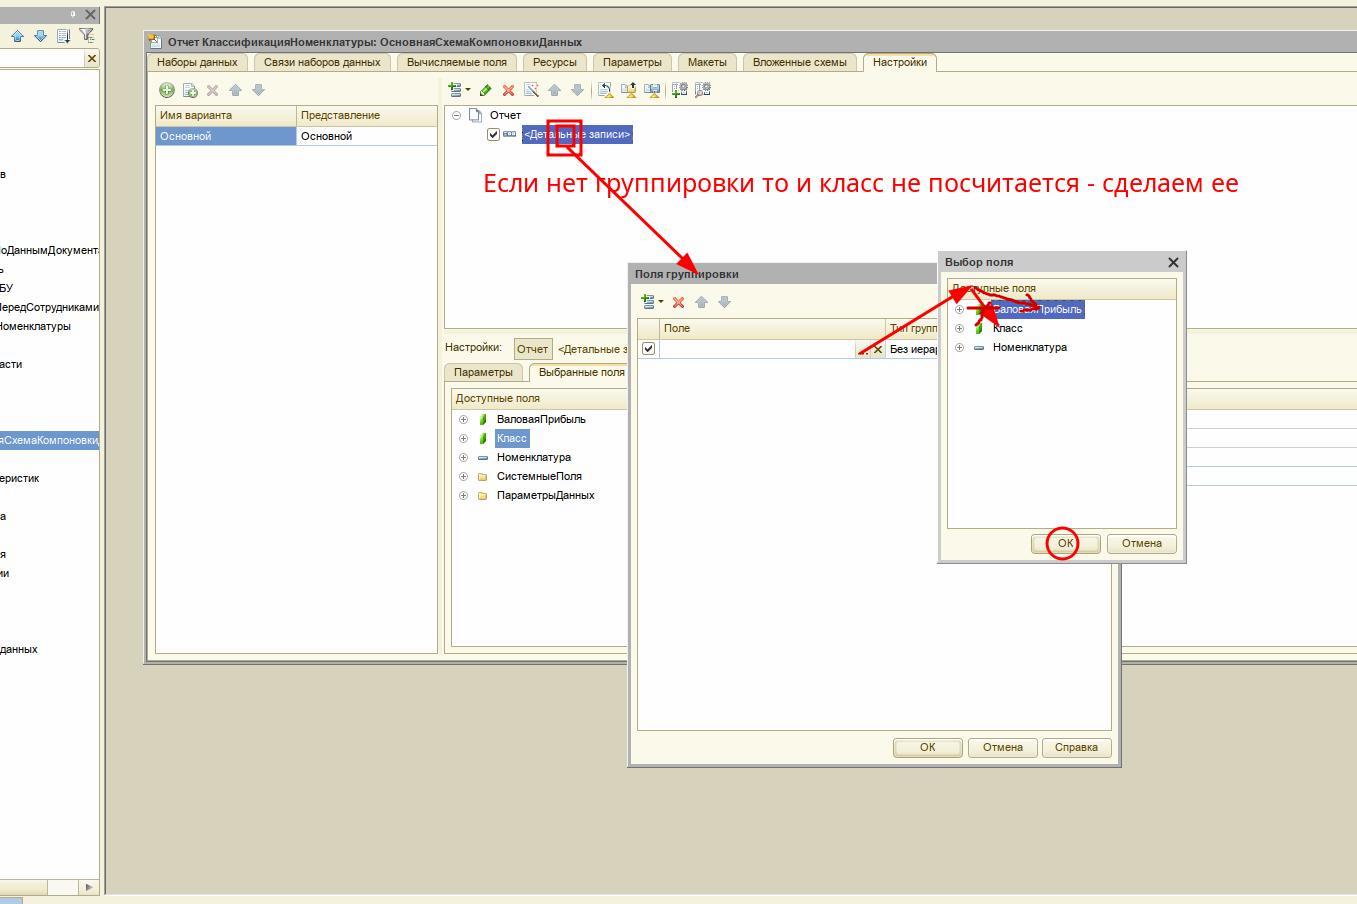 Отчет КлассификацияНоменклатуры: ОсновнаяСхемаКомпоновкиДанных
Наборы данных
Связи наборов данных
Вычисляемые поля
Ресурсы
Параметры
Макеты
Вложенные схемы
Настройки
Имя варианта
Представление
Основной
Основной
Отчет
<Детальные записи>
Если нет группировки то и класс не посчитается - сделаем ее
в
оДаннымДокумента
БУ
ПередСотрудниками
Номенклатуры
асти
яСхемаКомпоновки
еристик
а
я
ии
данных
Настройки:
Отчет
<Детальные з
Параметры
Выбранные поля
Доступные поля
ВаловаяПрибыль
Класс
Номенклатура
СистемныеПоля
ПараметрыДанных
Поля группировки
Поле
Тип групп
Без иерар
ОК
Отмена
Справка
Выбор поля
Доступные поля
ВаловаяПрибыль
Класс
Номенклатура
ОК
Отмена